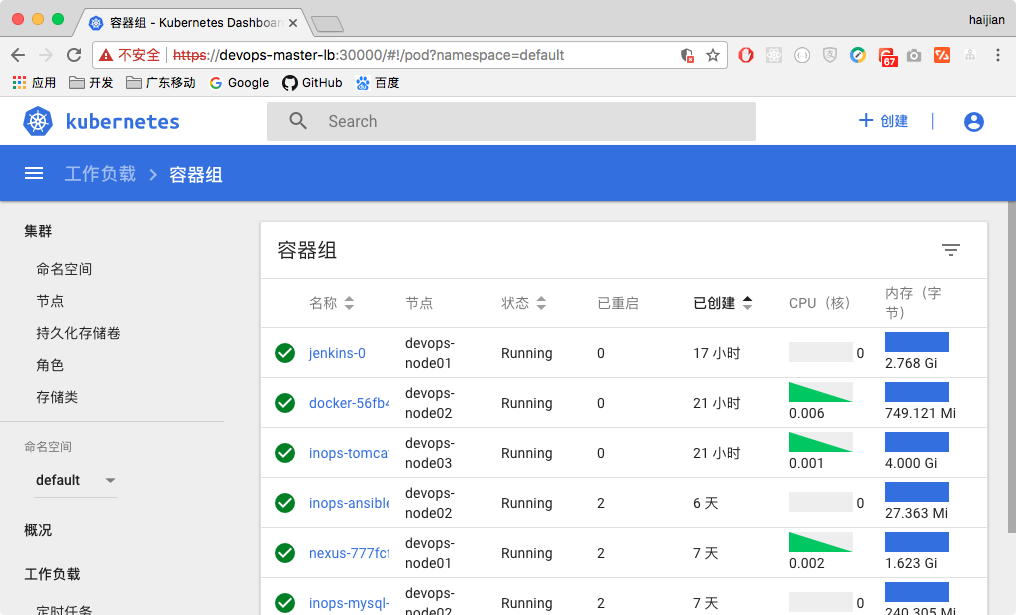 容器组 - Kubernetes Dashboar
haijian
不安全 https://devops-master-lb:30000/#!/pod?namespace=default
67
应用 开发 广东移动 Google GitHub 百度
kubernetes
Search
+ 创建
工作负载 > 容器组
集群
命名空间
节点
持久化存储卷
角色
存储类
命名空间
default
概况
工作负载
定时任务
容器组
名称 节点 状态 已重启 已创建 CPU（核） 内存（字节）
jenkins-0 devops-node01 Running 0 17 小时 0 2.768 Gi
docker-56fb4 devops-node02 Running 0 21 小时 0.006 749.121 Mi
inops-tomca devops-node03 Running 0 21 小时 0.001 4.000 Gi
inops-ansible devops-node02 Running 2 6 天 0 27.363 Mi
nexus-777fc devops-node01 Running 2 7 天 0.002 1.623 Gi
inops-mysql- devops-node02 Running 2 7 天 0 240.305 Mi